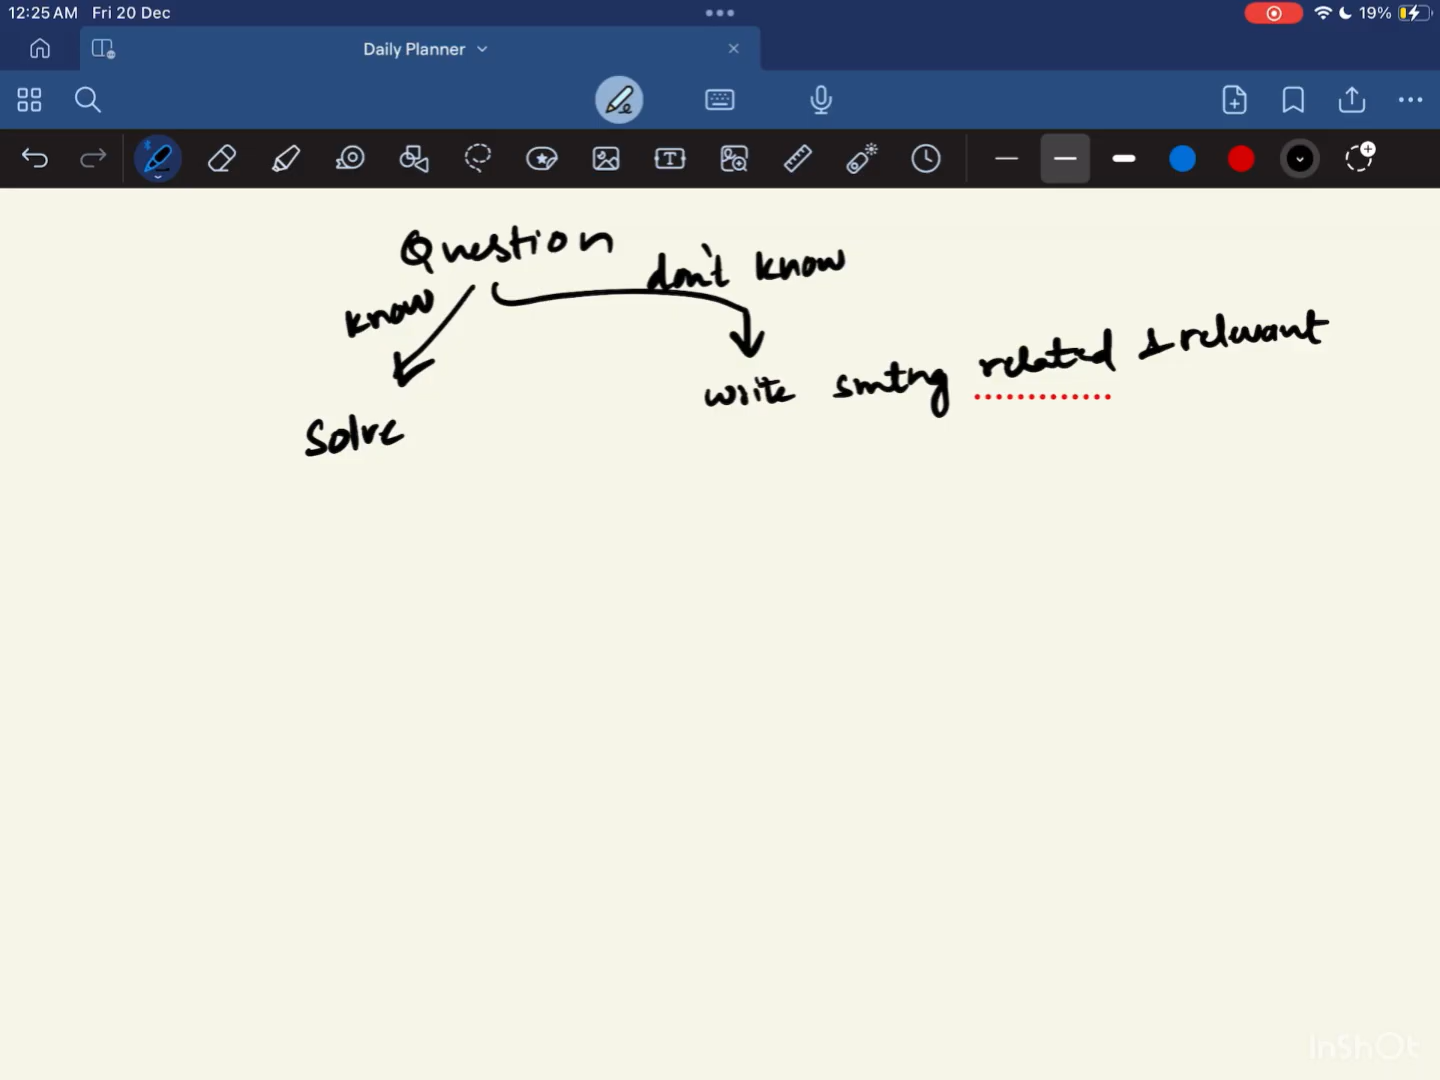 12:25 AM Fri 20 Dec
19%
Daily Planner
Question
don't know
know
write smtng related & relevant
Solve
InShOt